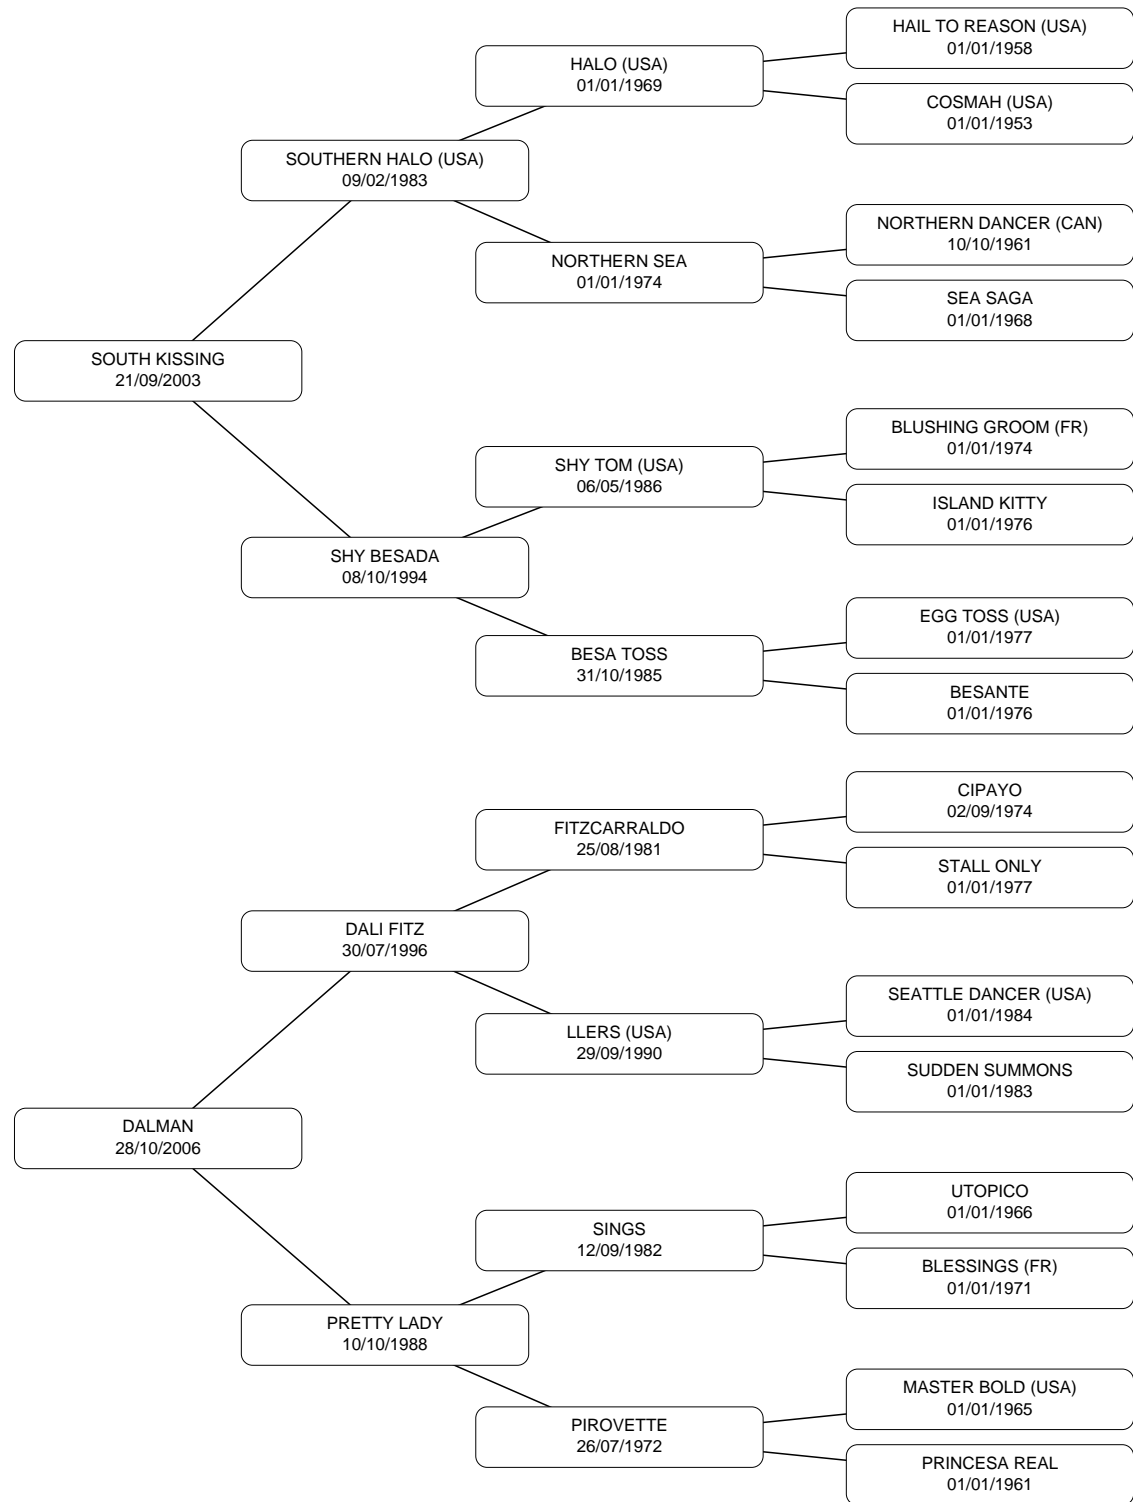 HAIL TO REASON (USA)
01/01/1958
HALO (USA)
01/01/1969
COSMAH (USA)
01/01/1953
SOUTHERN HALO (USA)
09/02/1983
NORTHERN DANCER (CAN)
10/10/1961
NORTHERN SEA
01/01/1974
SEA SAGA
01/01/1968
SOUTH KISSING
21/09/2003
BLUSHING GROOM (FR)
01/01/1974
SHY TOM (USA)
06/05/1986
ISLAND KITTY
01/01/1976
SHY BESADA
08/10/1994
EGG TOSS (USA)
01/01/1977
BESA TOSS
31/10/1985
BESANTE
01/01/1976
CIPAYO
02/09/1974
FITZCARRALDO
25/08/1981
STALL ONLY
01/01/1977
DALI FITZ
30/07/1996
SEATTLE DANCER (USA)
01/01/1984
LLERS (USA)
29/09/1990
SUDDEN SUMMONS
01/01/1983
DALMAN
28/10/2006
UTOPICO
01/01/1966
SINGS
12/09/1982
BLESSINGS (FR)
01/01/1971
PRETTY LADY
10/10/1988
MASTER BOLD (USA)
01/01/1965
PIROVETTE
26/07/1972
PRINCESA REAL
01/01/1961